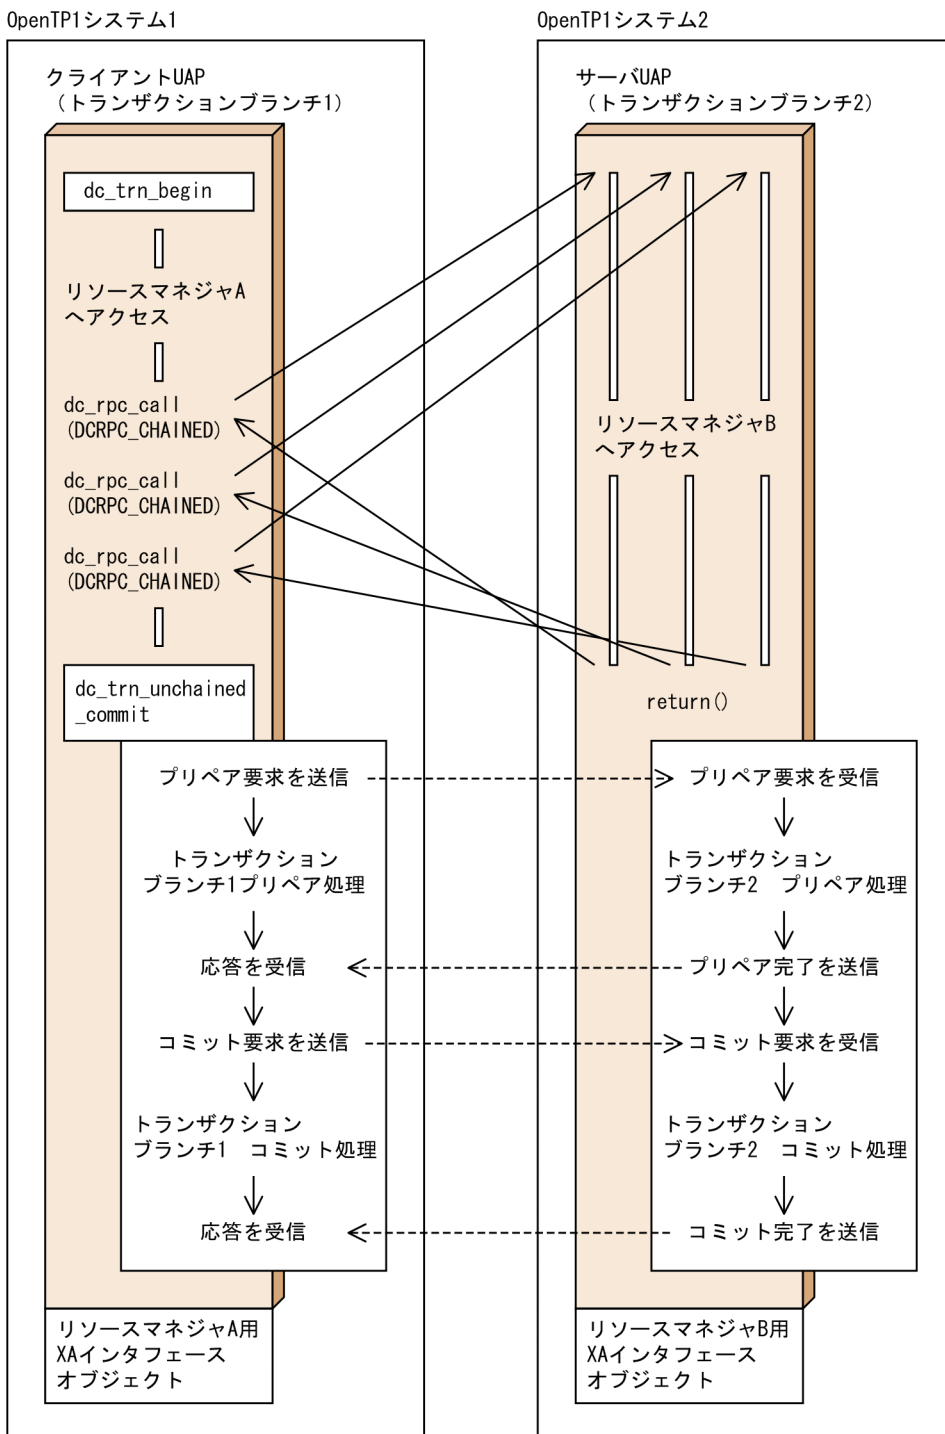 OpenTP1システム1
クライアントUAP
（トランザクションブランチ1）
dc_trn_begin
リソースマネジャA
へアクセス
dc_rpc_call
(DCRPC_CHAINED)
dc_rpc_call
(DCRPC_CHAINED)
dc_rpc_call
(DCRPC_CHAINED)
dc_trn_unchained
_commit
プリペア要求を送信
トランザクション
ブランチ1プリペア処理
応答を受信
コミット要求を送信
トランザクション
ブランチ1　コミット処理
応答を受信
リソースマネジャA用
XAインタフェース
オブジェクト
OpenTP1システム2
サーバUAP
（トランザクションブランチ2）
リソースマネジャB
へアクセス
return()
プリペア要求を受信
トランザクション
ブランチ2　プリペア処理
プリペア完了を送信
コミット要求を受信
トランザクション
ブランチ2　コミット処理
コミット完了を送信
リソースマネジャB用
XAインタフェース
オブジェクト